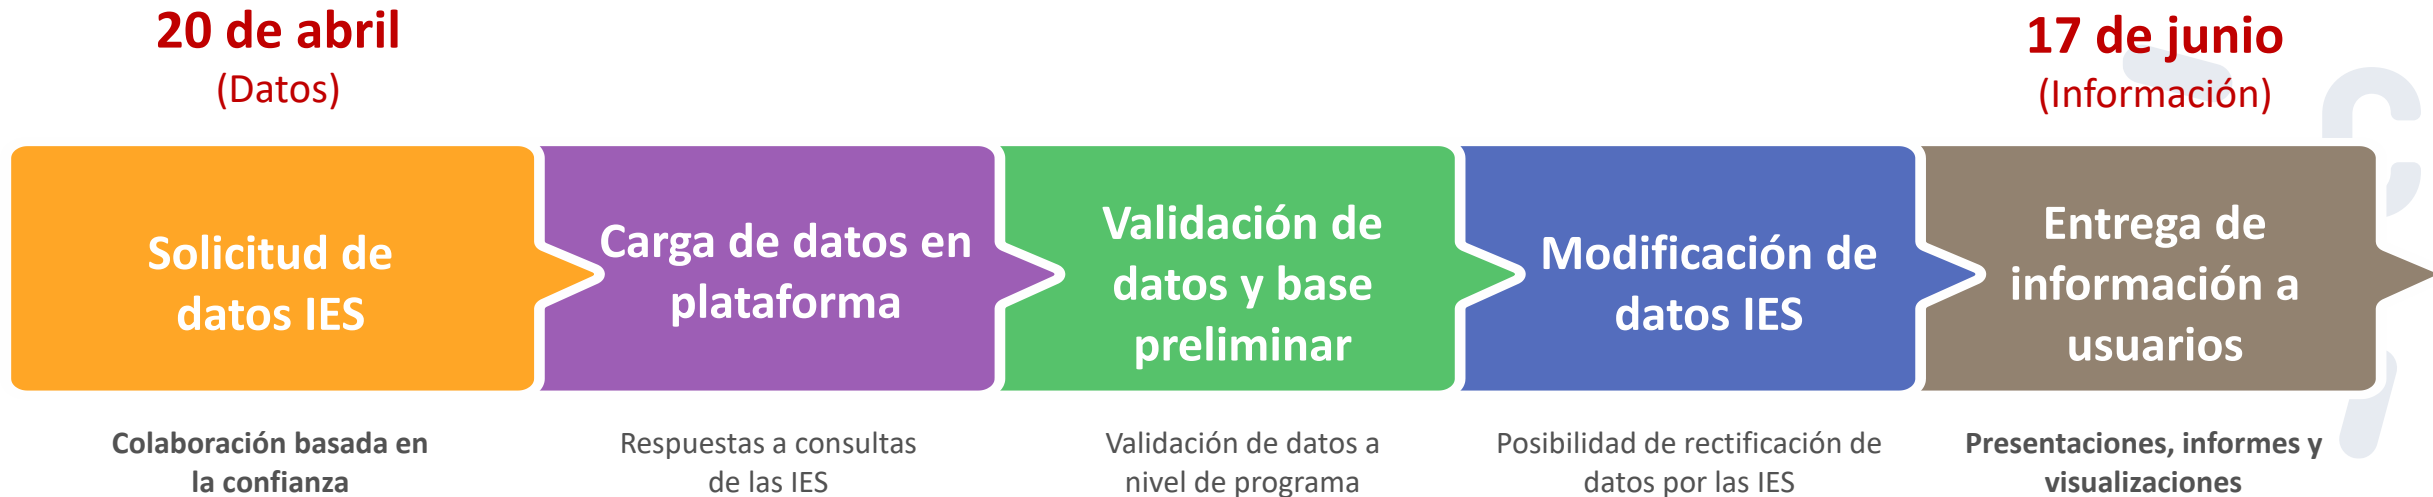 20 de abril
(Datos)
17 de junio
(Información)
Solicitud de
datos IES
Carga de datos en
plataforma
Validación de
datos y base
preliminar
Modificación de
datos IES
Entrega de
información a
usuarios
Colaboración basada en
la confianza
Respuestas a consultas
de las IES
Validación de datos a
nivel de programa
Posibilidad de rectificación de
datos por las IES
Presentaciones, informes y
visualizaciones